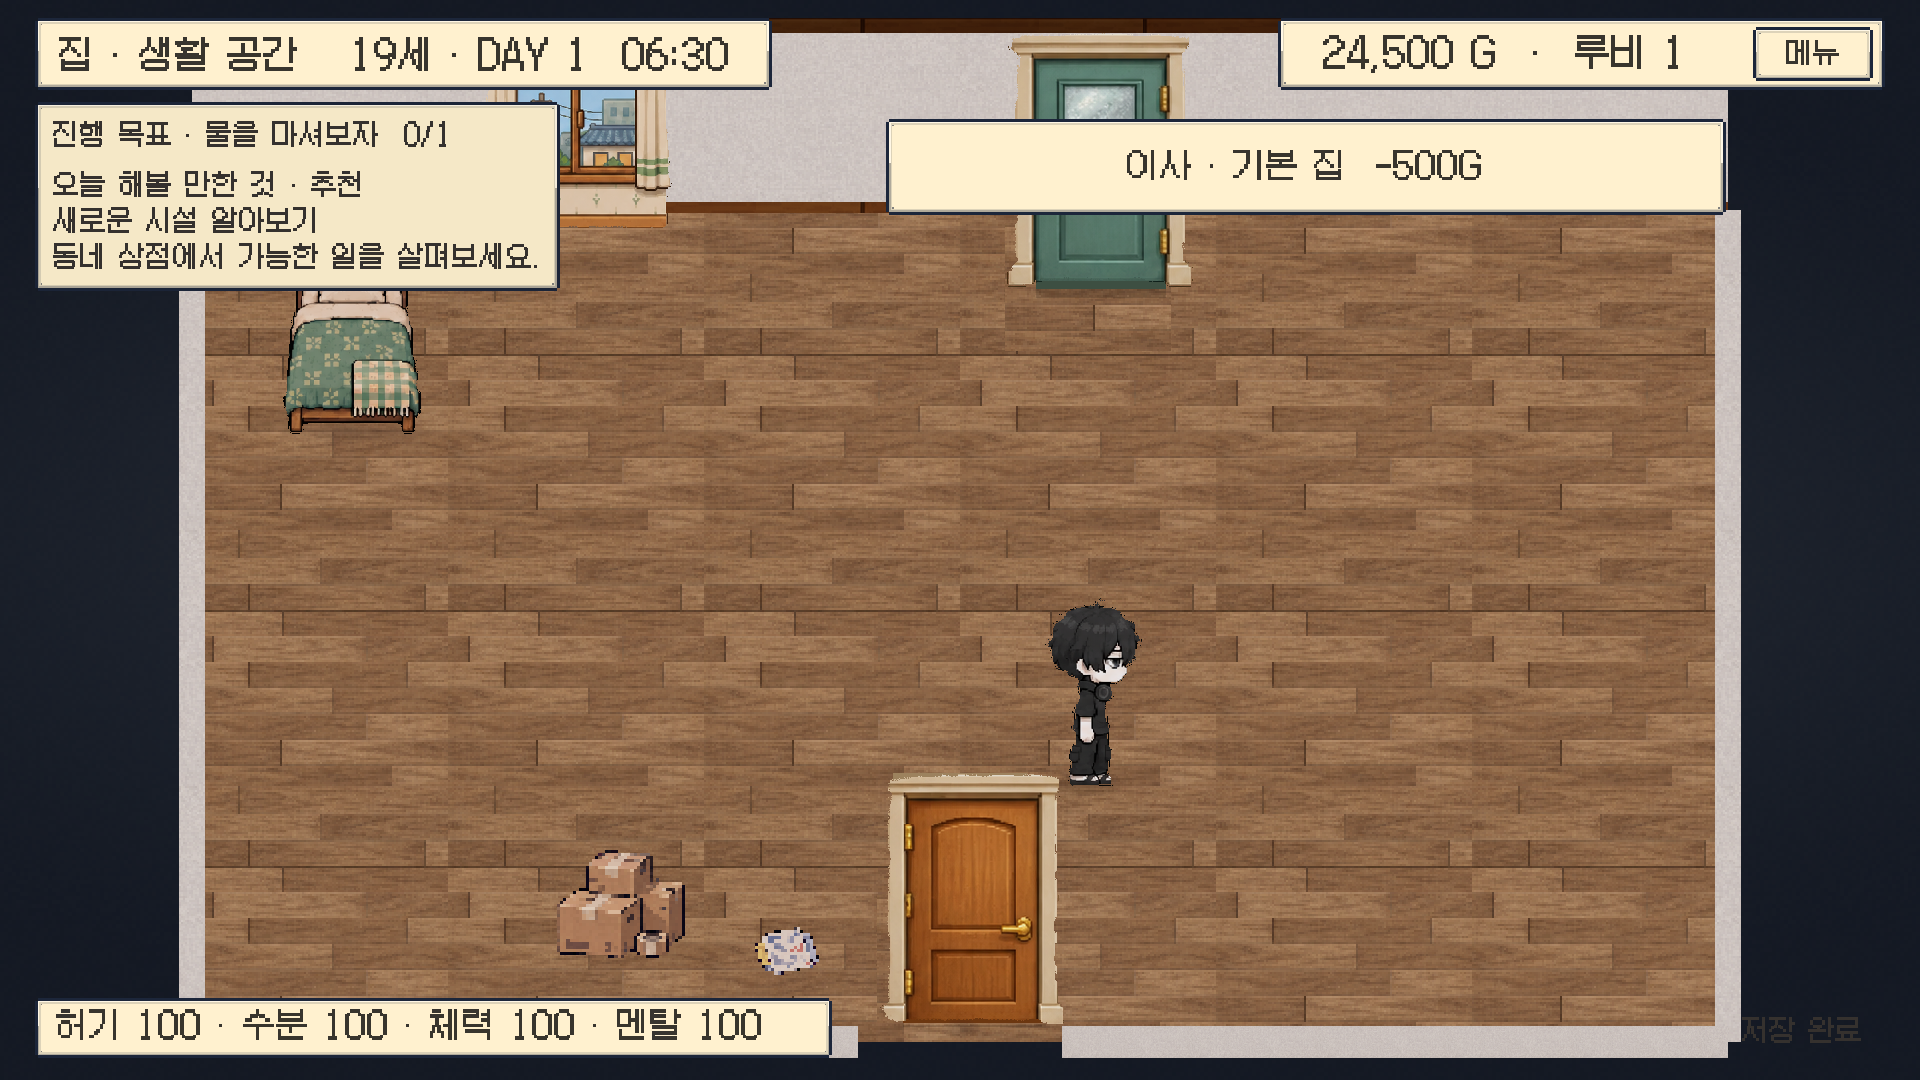 집 · 생활 공간 19세 · DAY 1 06:30
24,500 G · 루비 1
메뉴
진행 목표 · 물을 마셔보자 0/1
오늘 해볼 만한 것 · 추천
새로운 시설 알아보기
동네 상점에서 가능한 일을 살펴보세요.
이사 · 기본 집 -500G
허기 100 · 수분 100 · 체력 100 · 멘탈 100
저장 완료